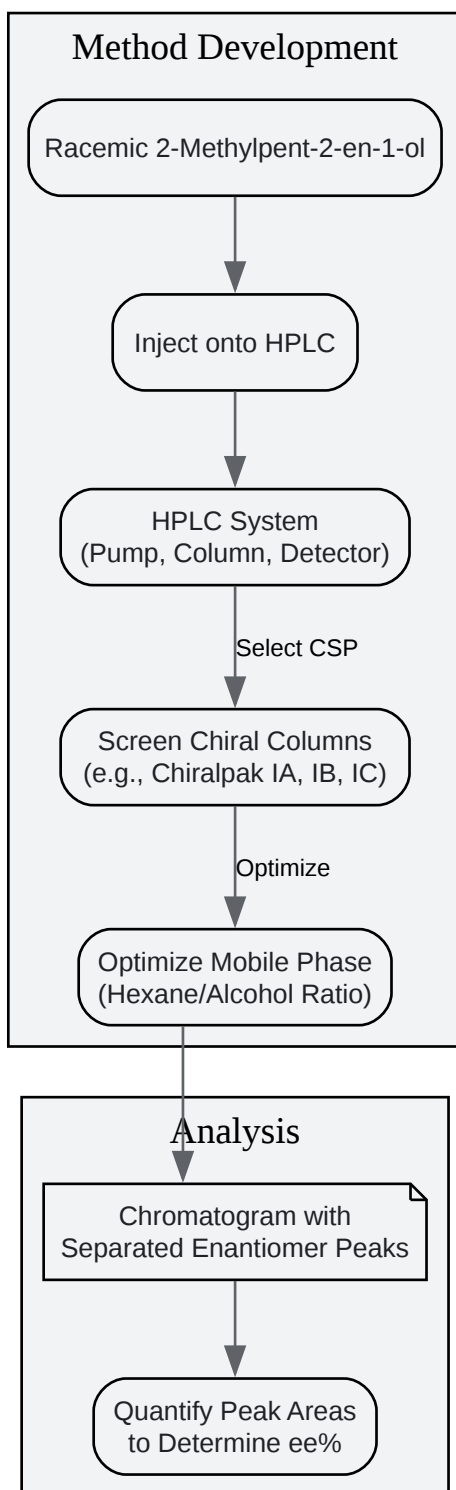 Method Development
Racemic 2-Methylpent-2-en-1-ol
Inject onto HPLC
HPLC System
(Pump, Column, Detector)
Select CSP
Screen Chiral Columns
(e.g., Chiralpak IA, IB, IC)
Optimize
Optimize Mobile Phase
(Hexane/Alcohol Ratio)
Analysis
Chromatogram with
Separated Enantiomer Peaks
Quantify Peak Areas
to Determine ee%